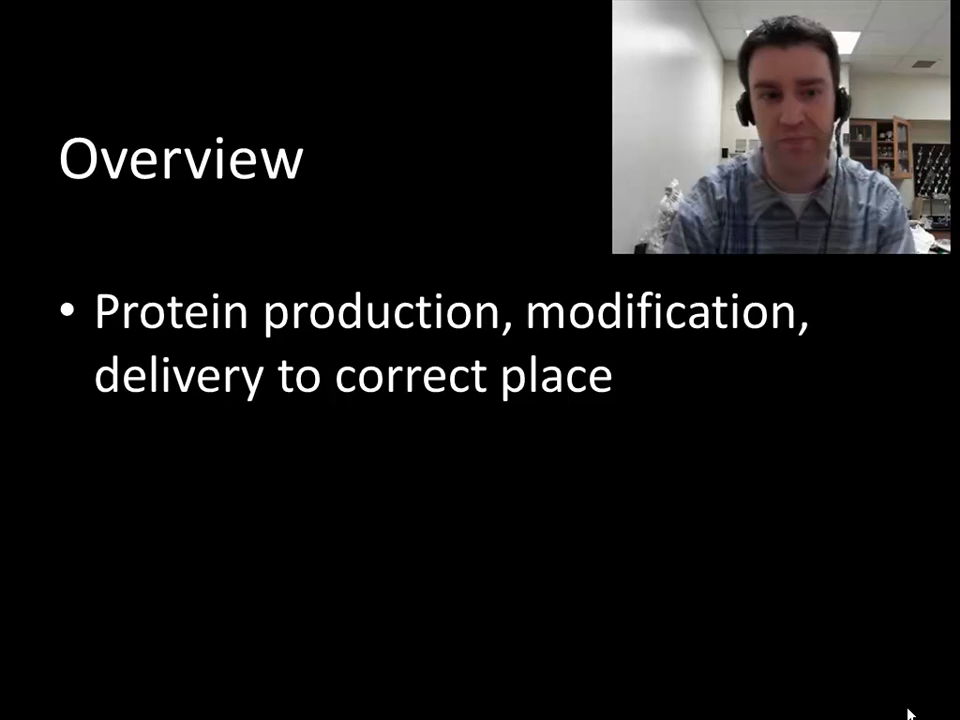 Overview
• Protein production, modification,
delivery to correct place